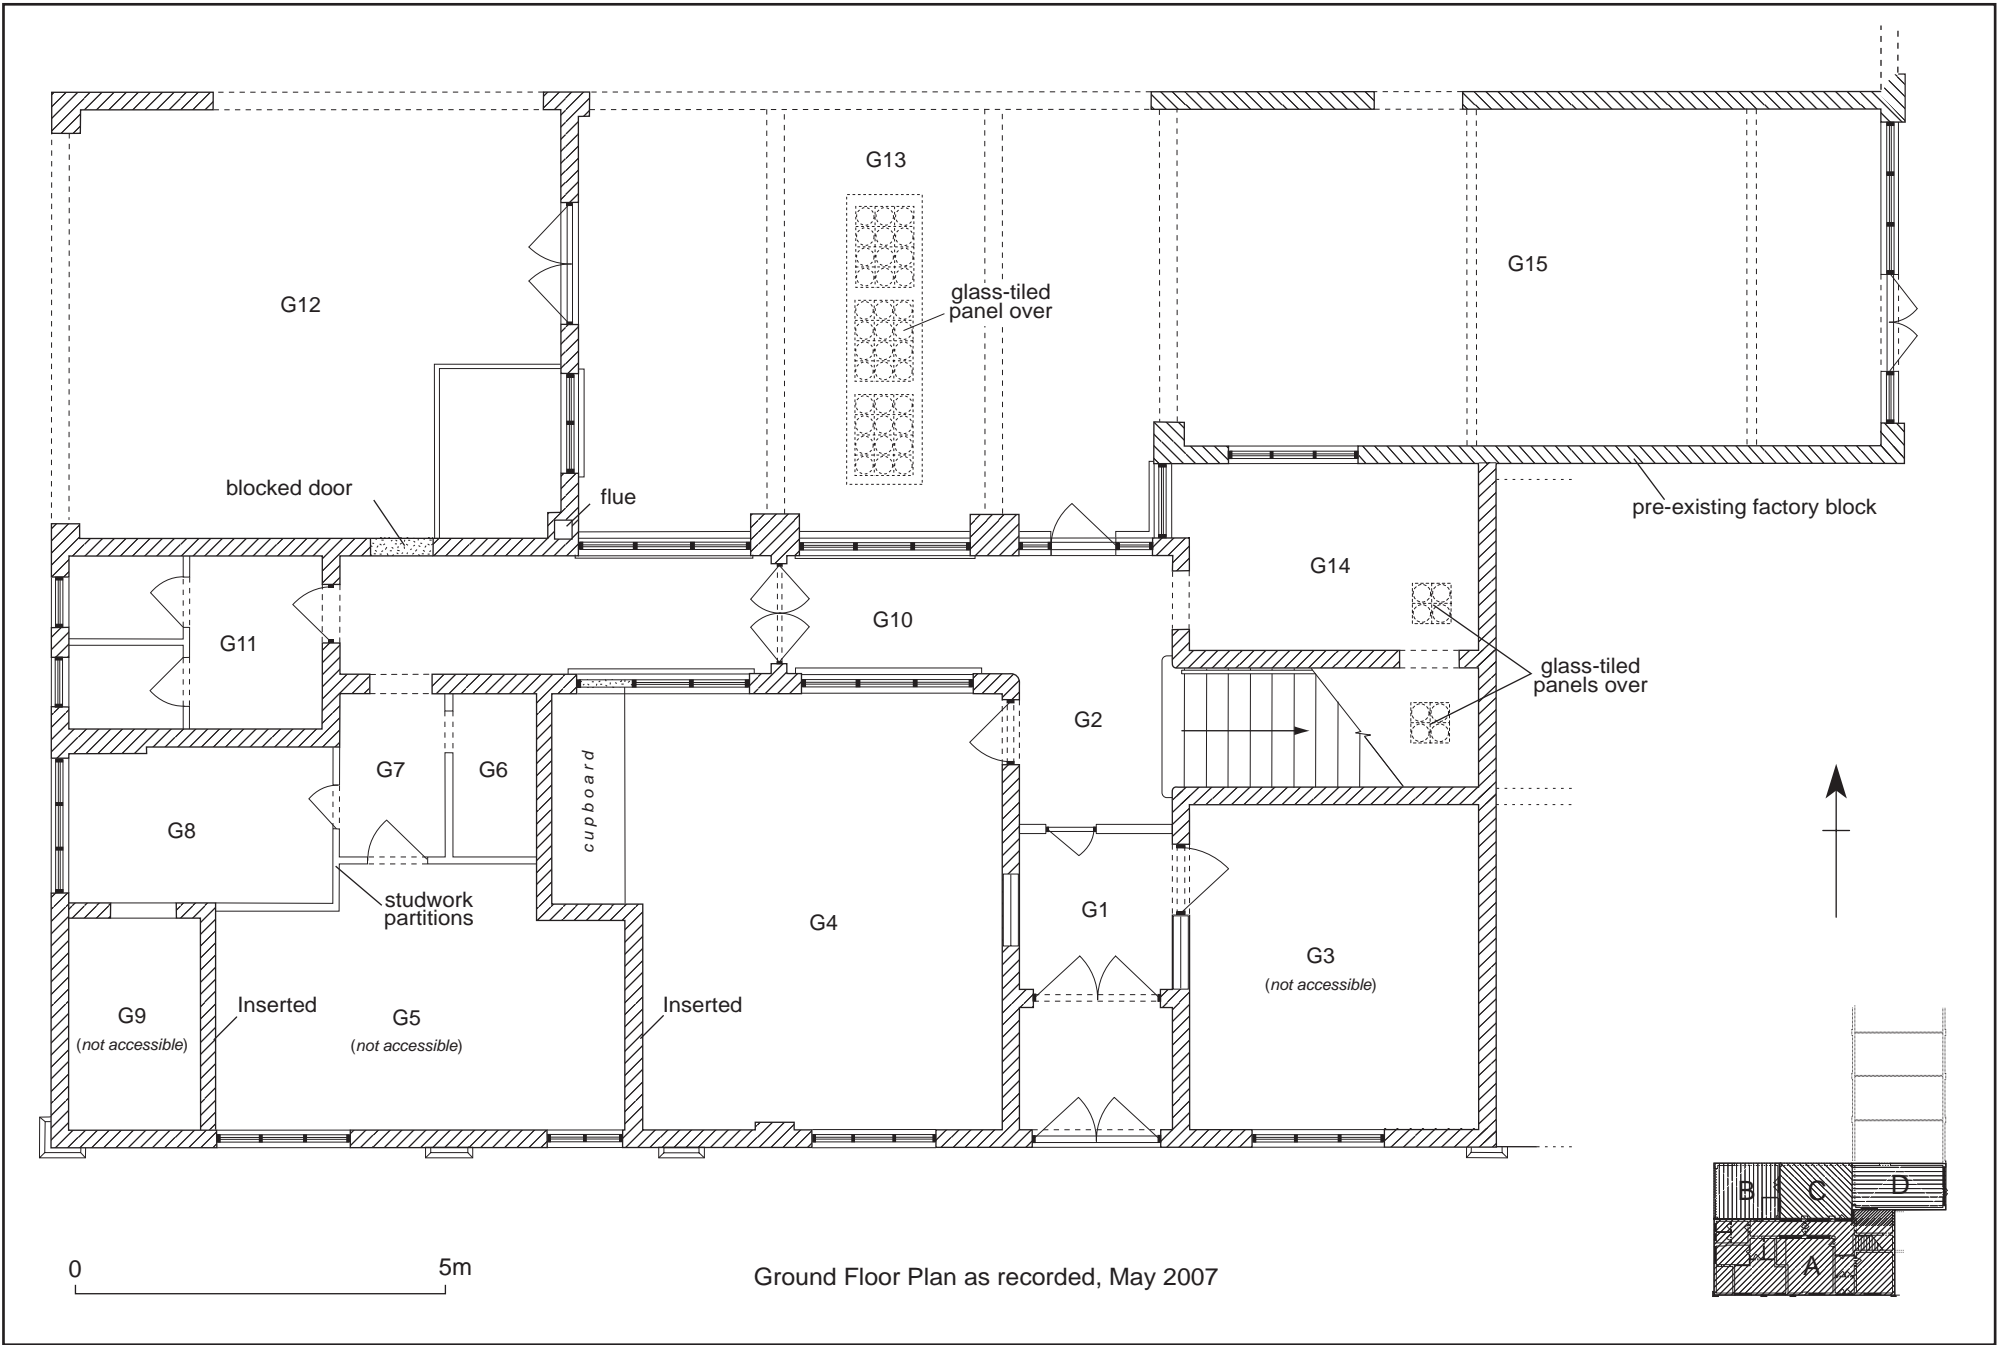 G13
G15
G12
glass-tiled
panel over
blocked door
flue
pre-existing factory block
G14
G10
G11
glass-tiled
panels over
G2
G7
G6
cupboard
G8
studwork
partitions
G1
G4
G3
(not accessible)
Inserted
Inserted
G9
(not accessible)
G5
(not accessible)
B
C
D
A
0
5m
Ground Floor Plan as recorded, May 2007